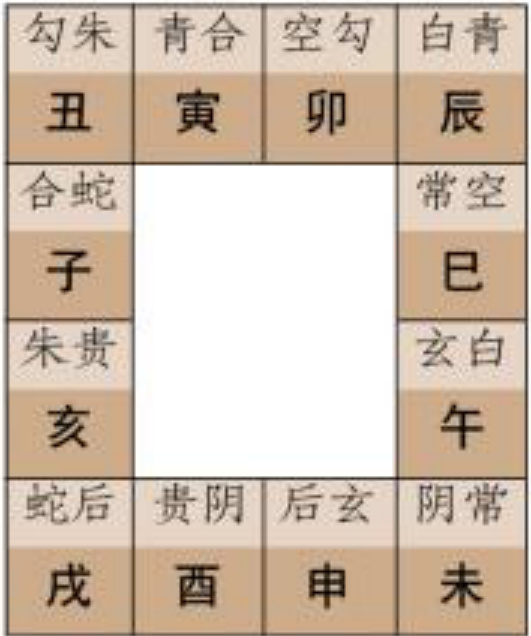 勾朱 青合 空勾 白青
丑 寅 卯 辰
合蛇 常空
子 巳
朱贵 玄白
亥 午
蛇后 贵阴 后玄 阴常
戌 酉 申 未